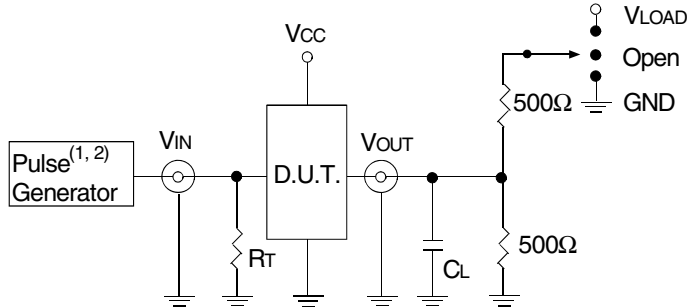 VLOAD
VCC
Open
500Ω
GND
VIN
VOUT
Pulse(1, 2)
Generator
D.U.T.
RT
CL
500Ω